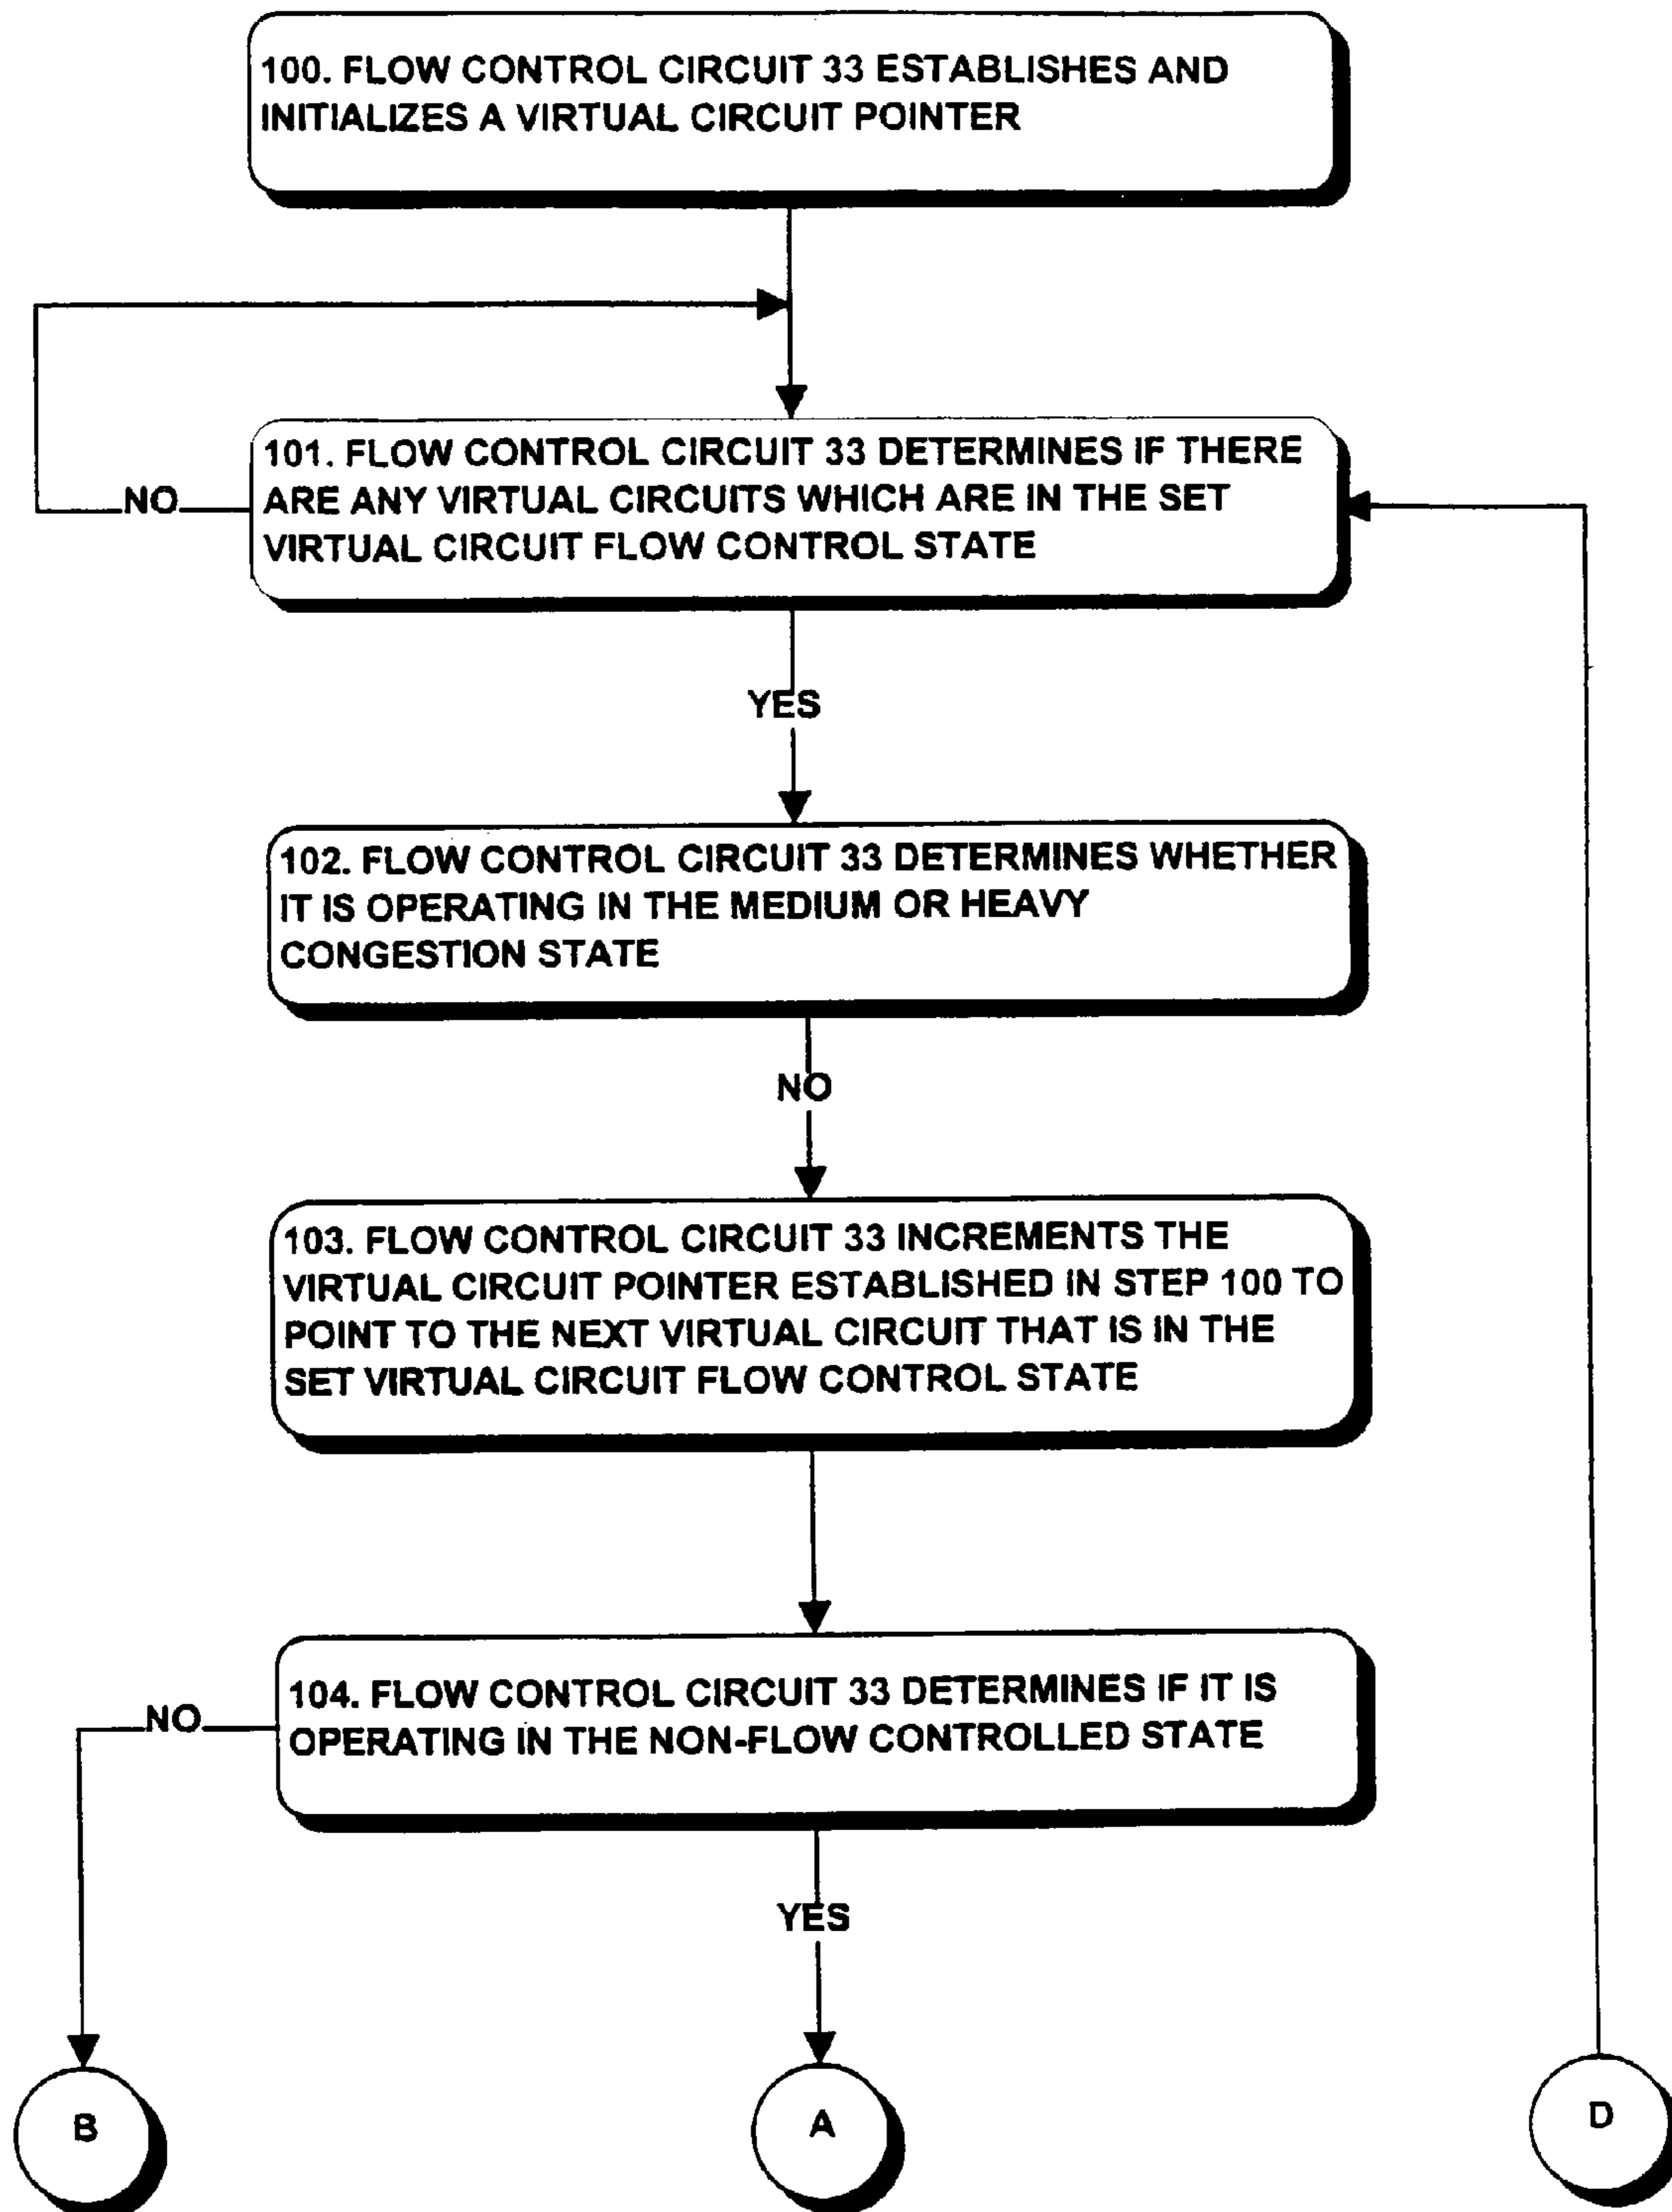 100. FLOW CONTROL CIRCUIT 33 ESTABLISHES AND
INITIALIZES A VIRTUAL CIRCUIT POINTER
101. FLOW CONTROL CIRCUIT 33 DETERMINES IF THERE
ARE ANY VIRTUAL CIRCUITS WHICH ARE IN THE SET
VIRTUAL CIRCUIT FLOW CONTROL STATE
NO
YES
102. FLOW CONTROL CIRCUIT 33 DETERMINES WHETHER
IT IS OPERATING IN THE MEDIUM OR HEAVY
CONGESTION STATE
NO
103. FLOW CONTROL CIRCUIT 33 INCREMENTS THE
VIRTUAL CIRCUIT POINTER ESTABLISHED IN STEP 100 TO
POINT TO THE NEXT VIRTUAL CIRCUIT THAT IS IN THE
SET VIRTUAL CIRCUIT FLOW CONTROL STATE
104. FLOW CONTROL CIRCUIT 33 DETERMINES IF IT IS
OPERATING IN THE NON-FLOW CONTROLLED STATE
NO
YES
B
A
D